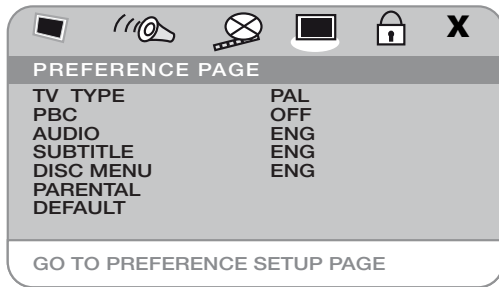 X
PREFERENCE PAGE
TV TYPE PAL
PBC OFF
AUDIO ENG
SUBTITLE ENG
DISC MENU ENG
PARENTAL
DEFAULT
GO TO PREFERENCE SETUP PAGE